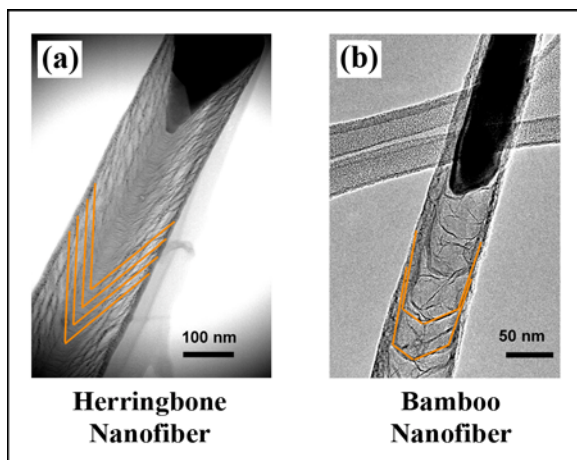 (a)
100 nm
Herringbone
Nanofiber
(b)
50 nm
Bamboo
Nanofiber